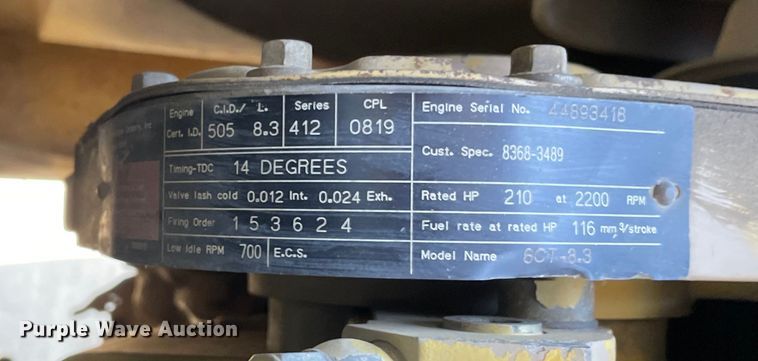 Engine C.I.D./ L. Series CPL
Cert. I.D. 505 8.3 412 0819
Timing-TDC 14 DEGREES
Valve lash cold 0.012 Int. 0.024 Exh.
Firing Order 1 5 3 6 2 4
Low Idle RPM 700 E.C.S.
Engine Serial No. 44893418
Cust. Spec. 8368-3489
Rated HP 210 at 2200 RPM
Fuel rate at rated HP 116 mm³/stroke
Model Name 6CT-8.3
Purple Wave Auction